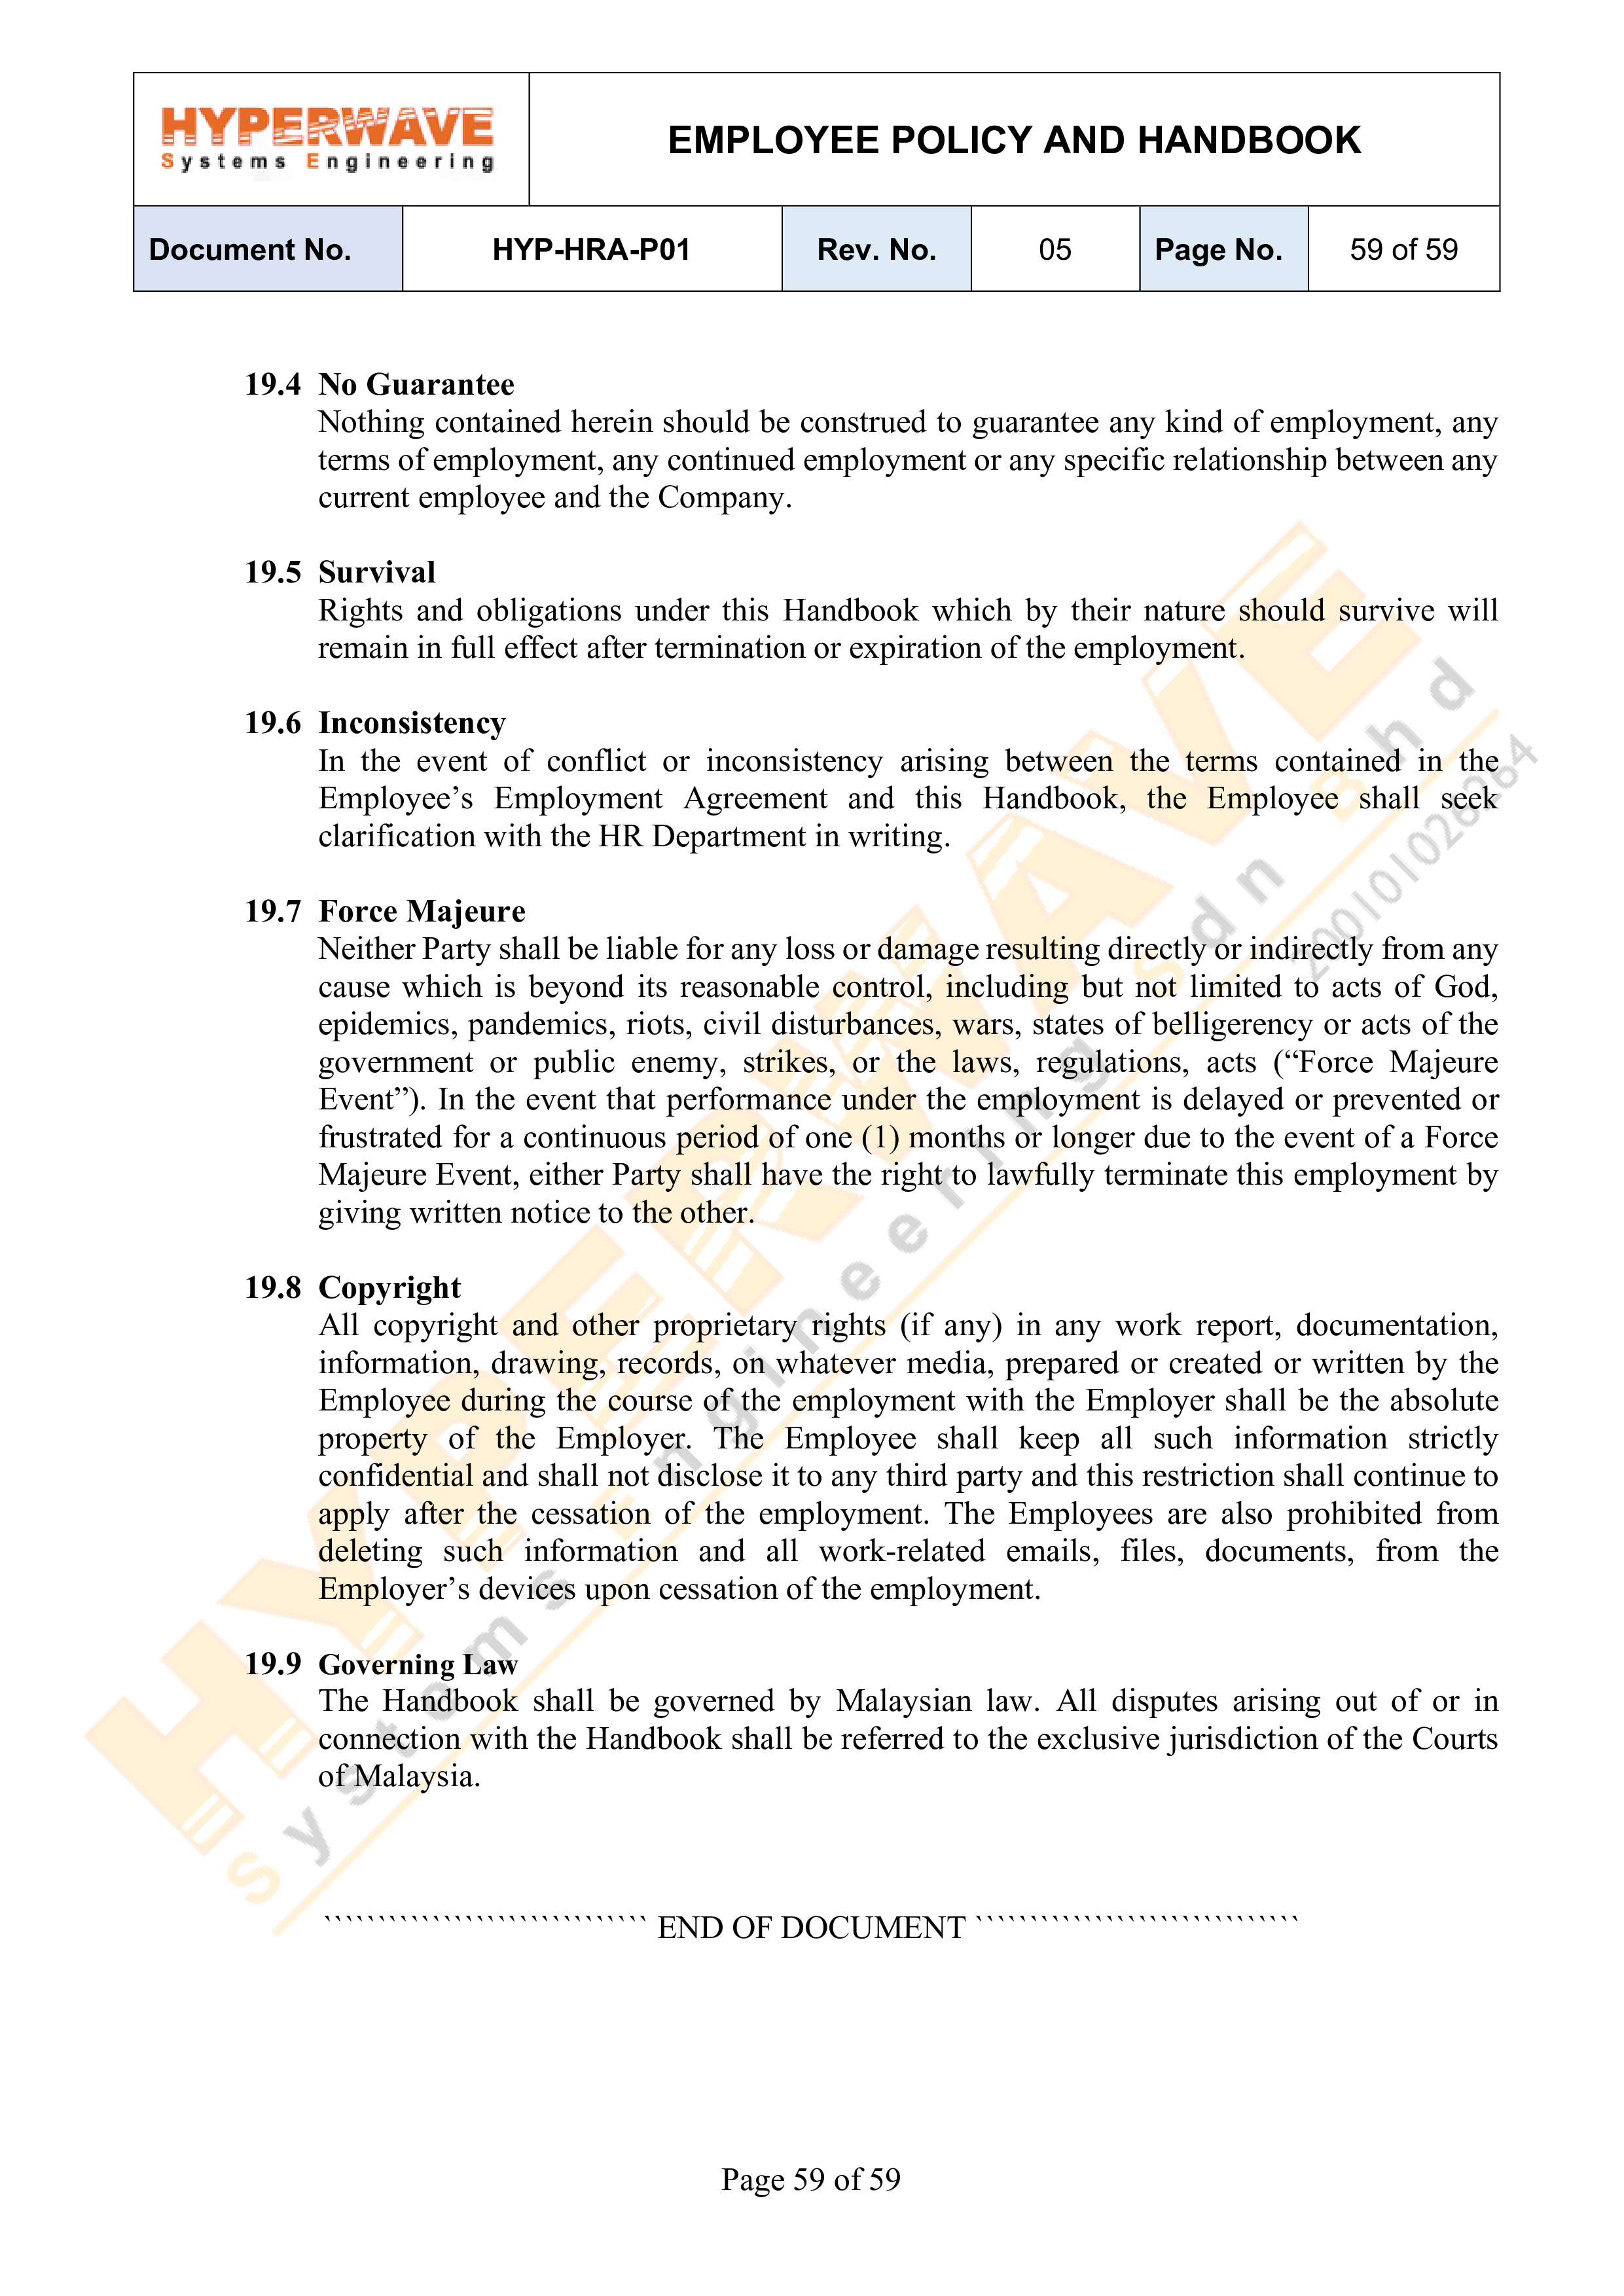 HYPERWAVE
Systems Engineering
EMPLOYEE POLICY AND HANDBOOK
Document No. HYP-HRA-P01 Rev. No. 05 Page No. 59 of 59
19.4 No Guarantee
Nothing contained herein should be construed to guarantee any kind of employment, any
terms of employment, any continued employment or any specific relationship between any
current employee and the Company.
19.5 Survival
Rights and obligations under this Handbook which by their nature should survive will
remain in full effect after termination or expiration of the employment.
19.6 Inconsistency
In the event of conflict or inconsistency arising between the terms contained in the
Employee’s Employment Agreement and this Handbook, the Employee shall seek
clarification with the HR Department in writing.
19.7 Force Majeure
Neither Party shall be liable for any loss or damage resulting directly or indirectly from any
cause which is beyond its reasonable control, including but not limited to acts of God,
epidemics, pandemics, riots, civil disturbances, wars, states of belligerency or acts of the
government or public enemy, strikes, or the laws, regulations, acts (“Force Majeure
Event”). In the event that performance under the employment is delayed or prevented or
frustrated for a continuous period of one (1) months or longer due to the event of a Force
Majeure Event, either Party shall have the right to lawfully terminate this employment by
giving written notice to the other.
19.8 Copyright
All copyright and other proprietary rights (if any) in any work report, documentation,
information, drawing, records, on whatever media, prepared or created or written by the
Employee during the course of the employment with the Employer shall be the absolute
property of the Employer. The Employee shall keep all such information strictly
confidential and shall not disclose it to any third party and this restriction shall continue to
apply after the cessation of the employment. The Employees are also prohibited from
deleting such information and all work-related emails, files, documents, from the
Employer’s devices upon cessation of the employment.
19.9 Governing Law
The Handbook shall be governed by Malaysian law. All disputes arising out of or in
connection with the Handbook shall be referred to the exclusive jurisdiction of the Courts
of Malaysia.
`````````````````````````````` END OF DOCUMENT ``````````````````````````````
Page 59 of 59
HYPERWAVE
Systems Engineering Sdn Bhd
200101026264